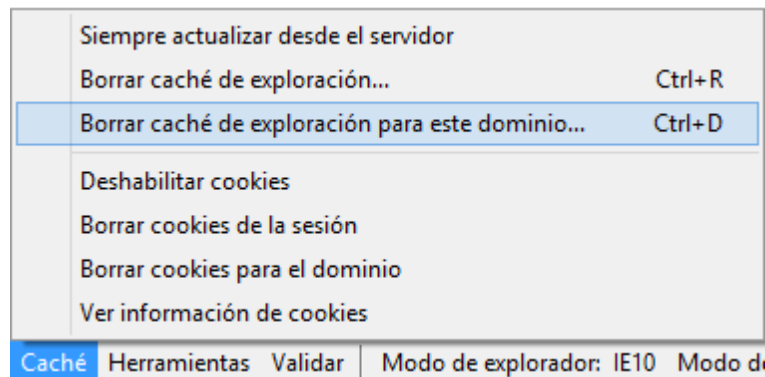 Siempre actualizar desde el servidor
Borrar caché de exploración... Ctrl+R
Borrar caché de exploración para este dominio... Ctrl+D
Deshabilitar cookies
Borrar cookies de la sesión
Borrar cookies para el dominio
Ver información de cookies
Caché Herramientas Validar Modo de explorador: IE10 Modo de